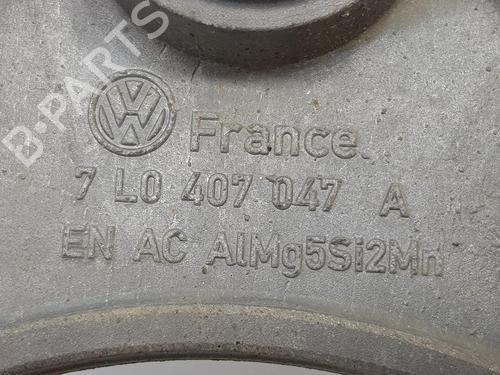 B-PARTS
France
7 L0 407 047 A
EN AC AlMg5Si2Mn